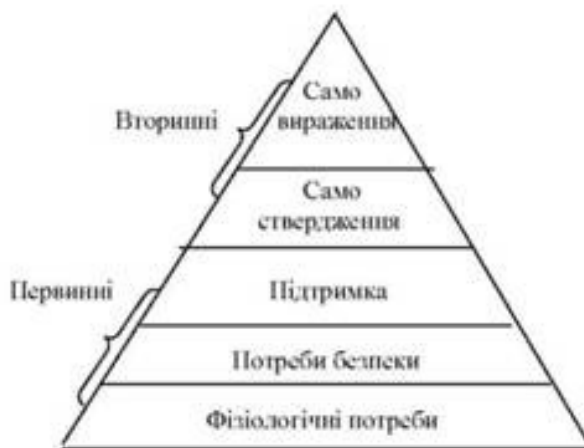 Само
вираження
Вторинні
Само
ствердження
Первинні
Підтримка
Потреби безпеки
Фізіологічні потреби